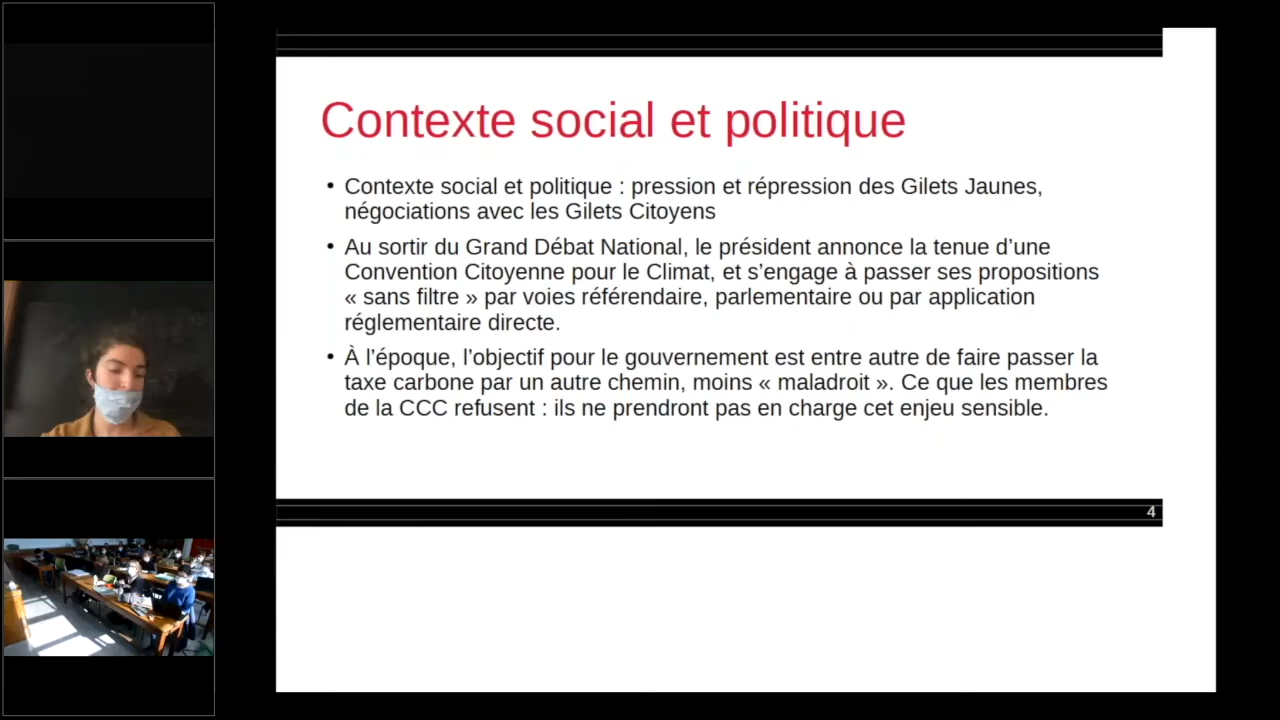 Contexte social et politique
• Contexte social et politique : pression et répression des Gilets Jaunes,
négociations avec les Gilets Citoyens
• Au sortir du Grand Débat National, le président annonce la tenue d’une
Convention Citoyenne pour le Climat, et s’engage à passer ses propositions
« sans filtre » par voies référendaire, parlementaire ou par application
réglementaire directe.
• À l’époque, l’objectif pour le gouvernement est entre autre de faire passer la
taxe carbone par un autre chemin, moins « maladroit ». Ce que les membres
de la CCC refusent : ils ne prendront pas en charge cet enjeu sensible.
4